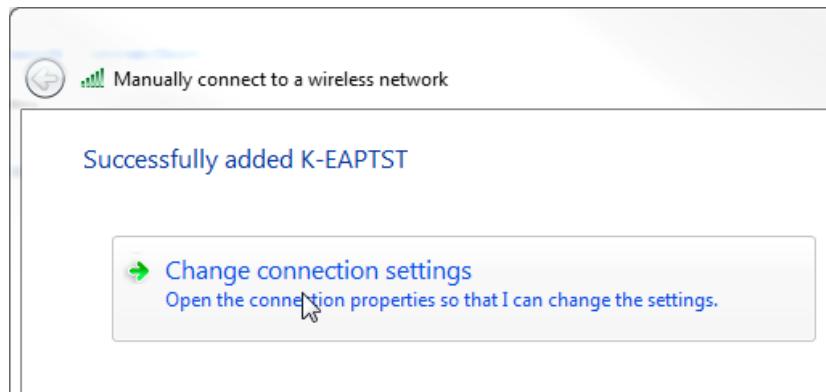 Manually connect to a wireless network
Successfully added K-EAPTST
Change connection settings
Open the connection properties so that I can change the settings.